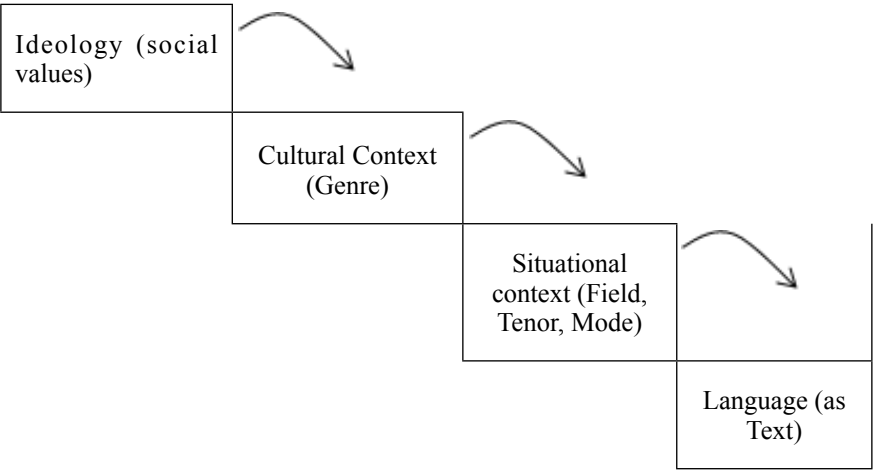 Ideology (social
values)
Cultural Context
(Genre)
Situational
context (Field,
Tenor, Mode)
Language (as
Text)